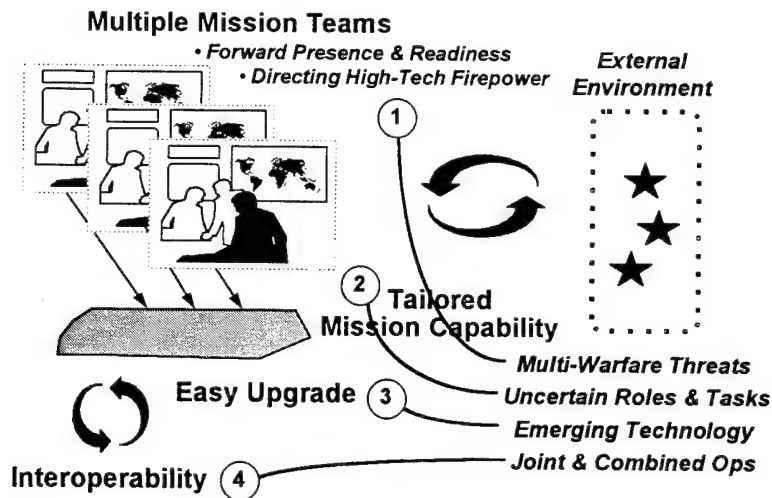 Multiple Mission Teams
• Forward Presence & Readiness
• Directing High-Tech Firepower
External
Environment
1
2
Tailored
Mission Capability
Multi-Warfare Threats
Easy Upgrade 3
Uncertain Roles & Tasks
Emerging Technology
Interoperability 4
Joint & Combined Ops